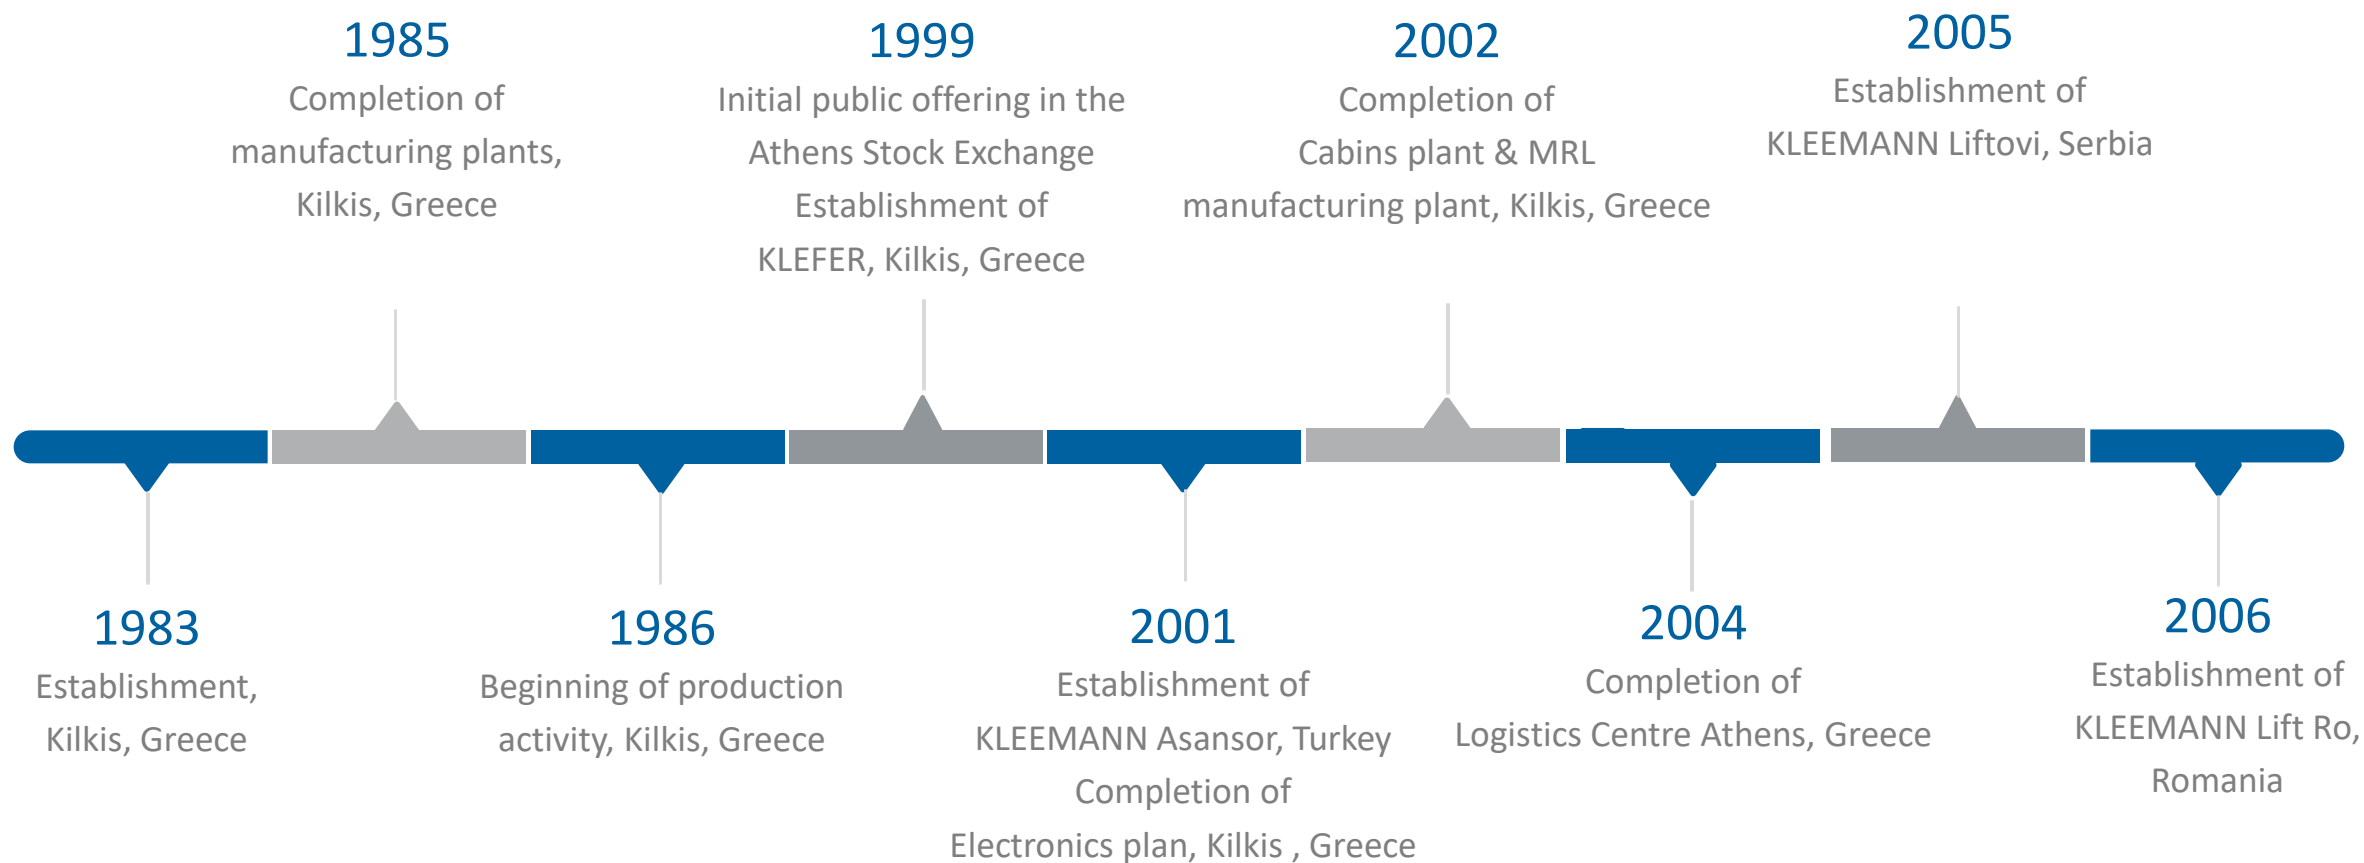 1985
Completion of
manufacturing plants,
Kilkis, Greece
1999
Initial public offering in the
Athens Stock Exchange
Establishment of
KLEFER, Kilkis, Greece
2002
Completion of
Cabins plant & MRL
manufacturing plant, Kilkis, Greece
2005
Establishment of
KLEEMANN Liftovi, Serbia
1983
Establishment,
Kilkis, Greece
1986
Beginning of production
activity, Kilkis, Greece
2001
Establishment of
KLEEMANN Asansor, Turkey
Completion of
Electronics plan, Kilkis , Greece
2004
Completion of
Logistics Centre Athens, Greece
2006
Establishment of
KLEEMANN Lift Ro,
Romania